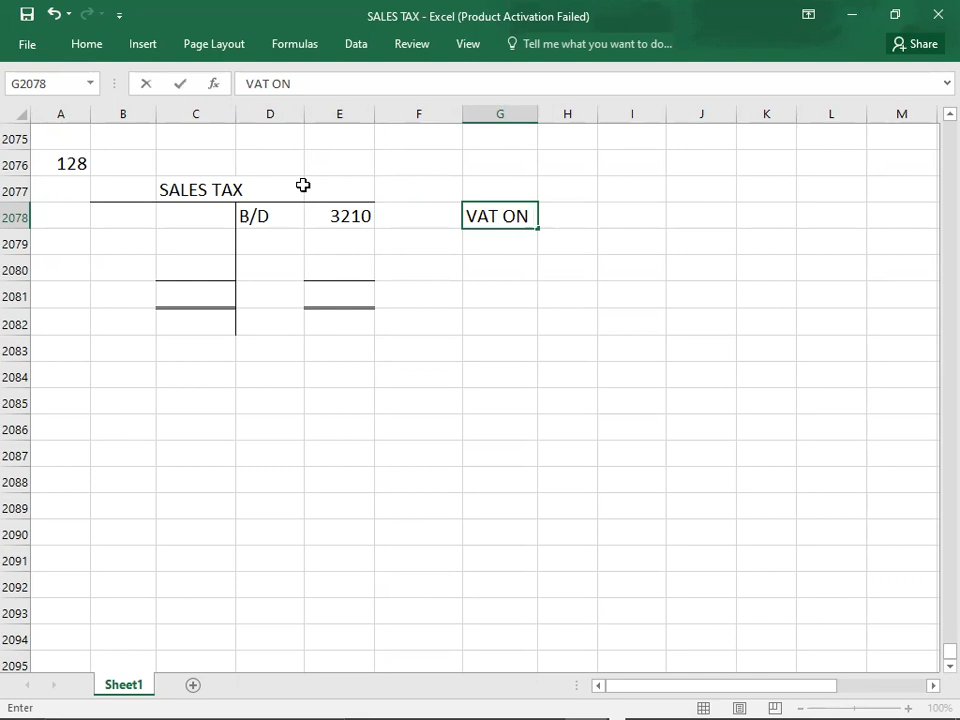 SALES TAX - Excel (Product Activation Failed)
File Home Insert Page Layout Formulas Data Review View Tell me what you want to do... Share
G2078 fx VAT ON
A B C D E F G H I J K L M
2075
2076 128
2077 SALES TAX
2078 B/D 3210 VAT ON
2079
2080
2081
2082
2083
2084
2085
2086
2087
2088
2089
2090
2091
2092
2093
2094
2095
Sheet1
Enter 100%